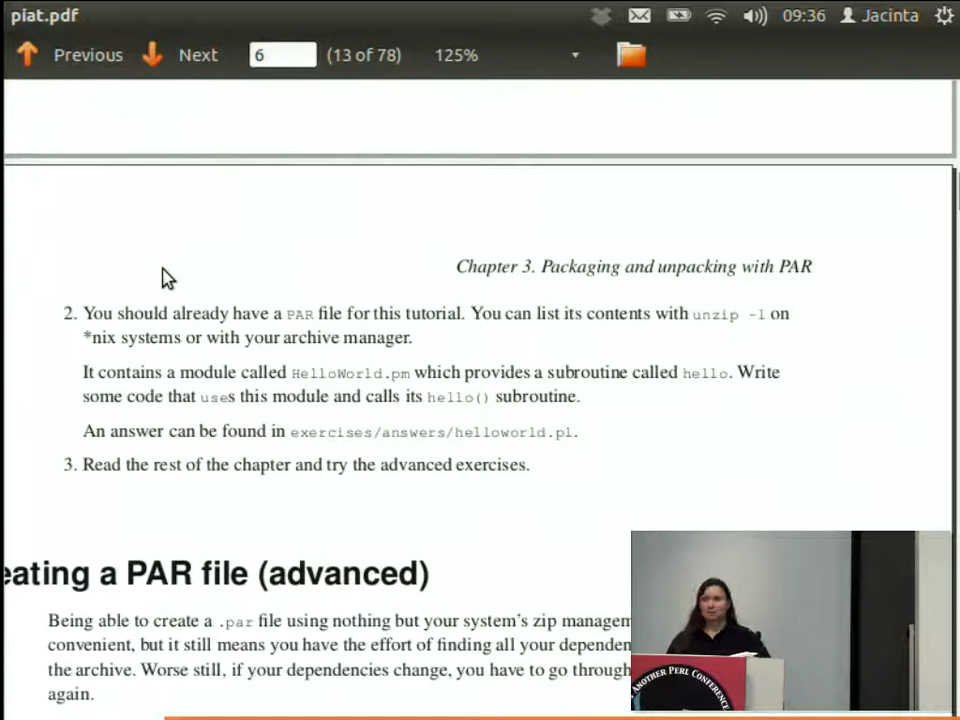 piat.pdf
09:36 Jacinta
Previous Next 6 (13 of 78) 125%
Chapter 3. Packaging and unpacking with PAR
2. You should already have a PAR file for this tutorial. You can list its contents with unzip -l on
*nix systems or with your archive manager.
It contains a module called HelloWorld.pm which provides a subroutine called hello. Write
some code that uses this module and calls its hello() subroutine.
An answer can be found in exercises/answers/helloworld.pl.
3. Read the rest of the chapter and try the advanced exercises.
eating a PAR file (advanced)
Being able to create a .par file using nothing but your system's zip managem
convenient, but it still means you have the effort of finding all your dependen
the archive. Worse still, if your dependencies change, you have to go through
again.
ANOTHER PERL CONFERENCE